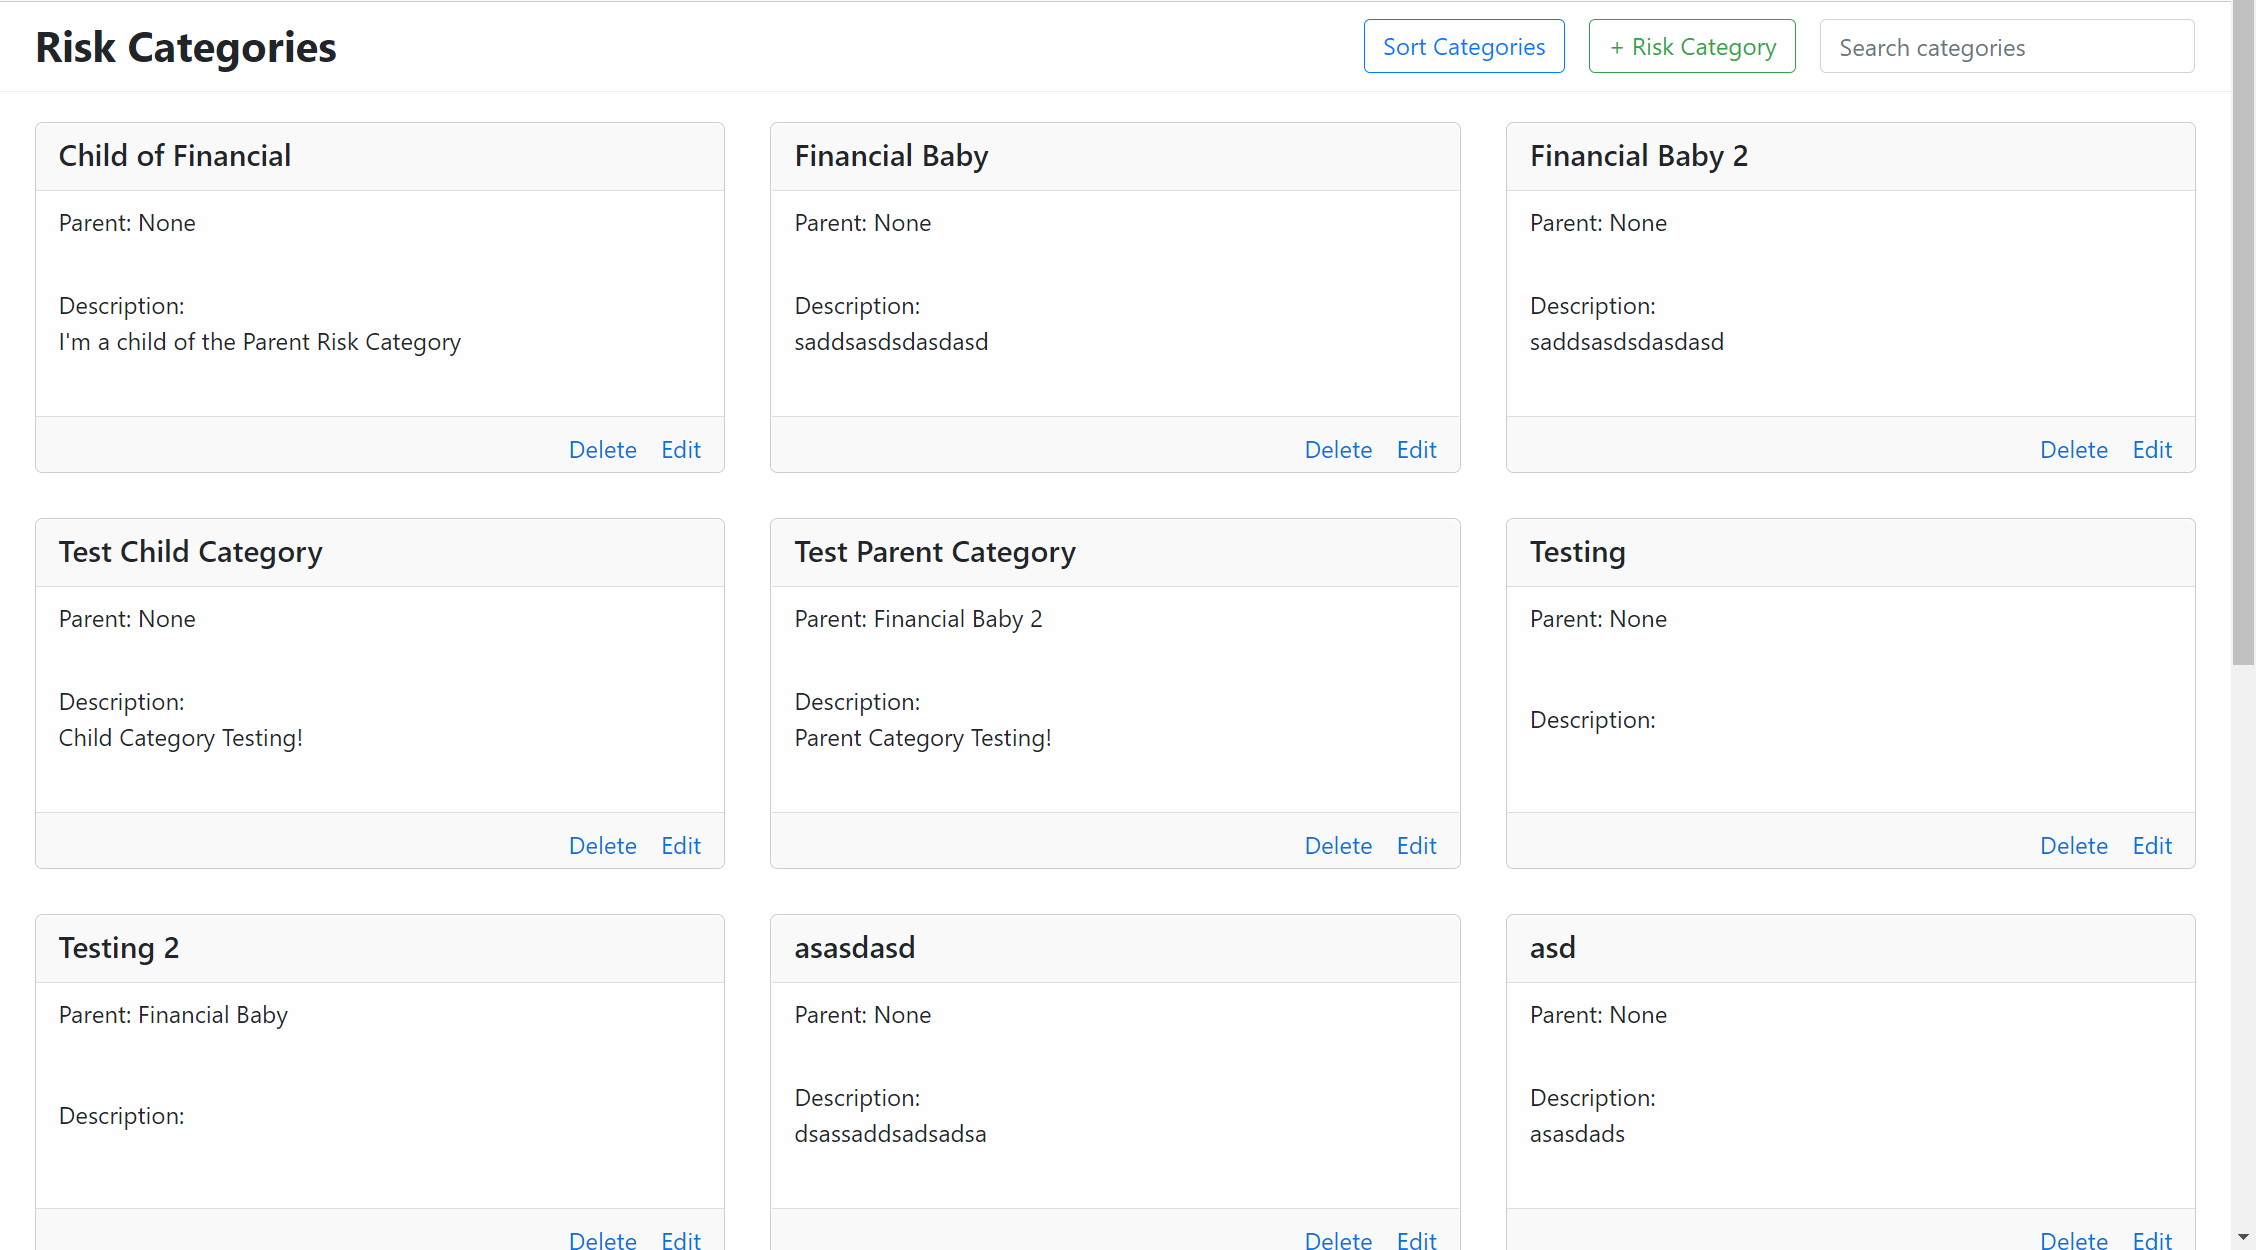 Risk Categories
Sort Categories
+ Risk Category
Search categories
Child of Financial
Parent: None
Description:
I'm a child of the Parent Risk Category
Delete Edit
Financial Baby
Parent: None
Description:
saddsasdsdasdasd
Delete Edit
Financial Baby 2
Parent: None
Description:
saddsasdsdasdasd
Delete Edit
Test Child Category
Parent: None
Description:
Child Category Testing!
Delete Edit
Test Parent Category
Parent: Financial Baby 2
Description:
Parent Category Testing!
Delete Edit
Testing
Parent: None
Description:
Delete Edit
Testing 2
Parent: Financial Baby
Description:
Delete Edit
asasdasd
Parent: None
Description:
dsassaddsadsadsa
Delete Edit
asd
Parent: None
Description:
asasdads
Delete Edit